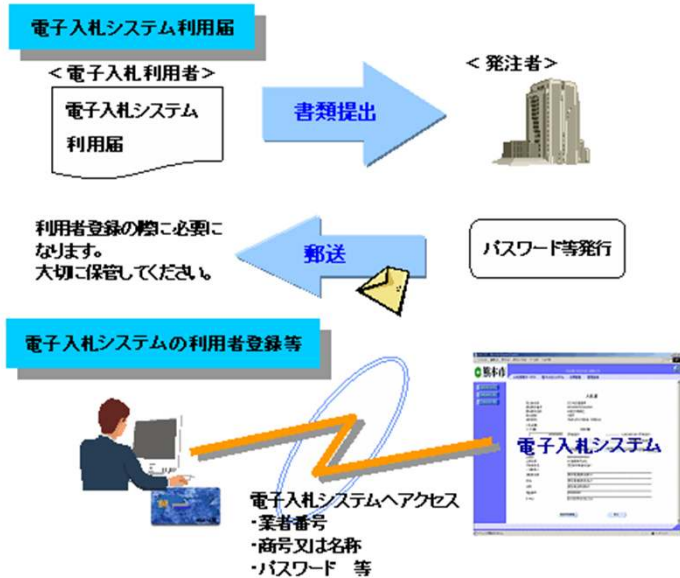 電子入札システム利用届
＜電子入札利用者＞
＜発注者＞
電子入札システム
利用届
書類提出
利用者登録の際に必要に
なります。
大切に保管してください。
郵送
パスワード等発行
電子入札システムの利用者登録等
熊本市
電子入札システム
電子入札システムへアクセス
・業者番号
・商号又は名称
・パスワード　等